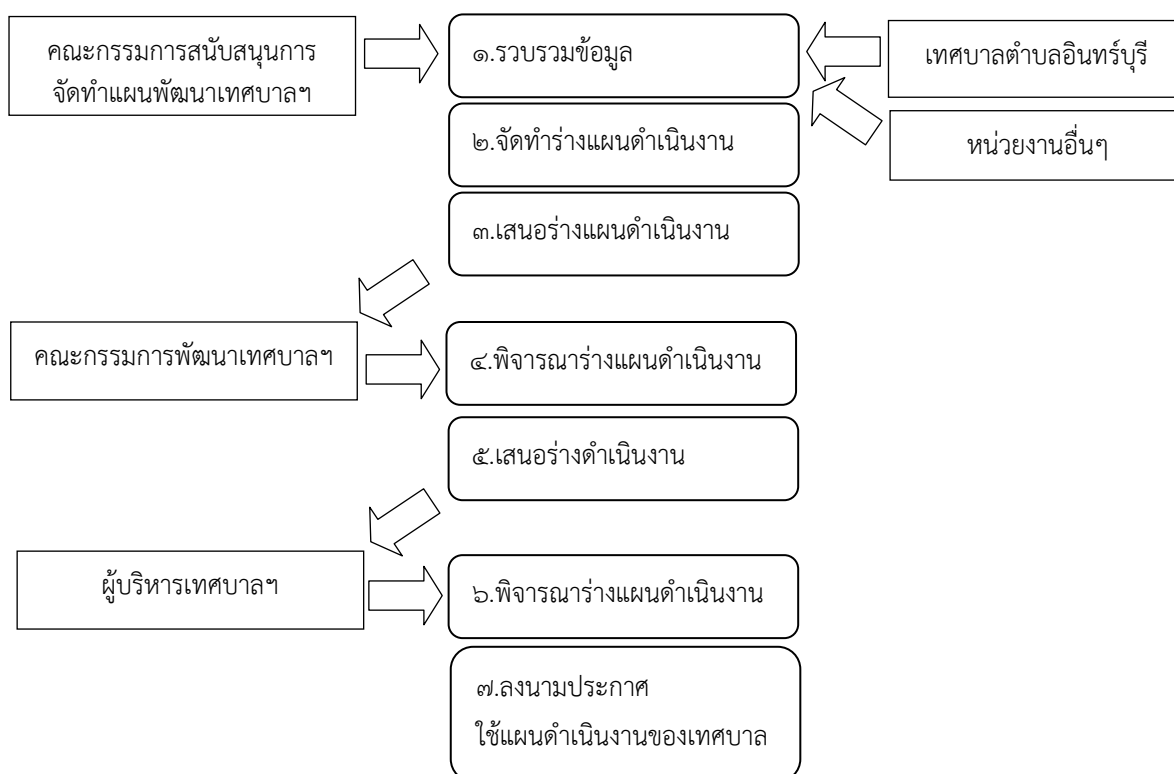 คณะกรรมการสนับสนุนการ
จัดทำแผนพัฒนาเทศบาลฯ
๑.รวบรวมข้อมูล
เทศบาลตำบลอินทร์บุรี
หน่วยงานอื่นๆ
๒.จัดทำร่างแผนดำเนินงาน
๓.เสนอร่างแผนดำเนินงาน
คณะกรรมการพัฒนาเทศบาลฯ
๔.พิจารณาร่างแผนดำเนินงาน
๕.เสนอร่างดำเนินงาน
ผู้บริหารเทศบาลฯ
๖.พิจารณาร่างแผนดำเนินงาน
๗.ลงนามประกาศ
ใช้แผนดำเนินงานของเทศบาล